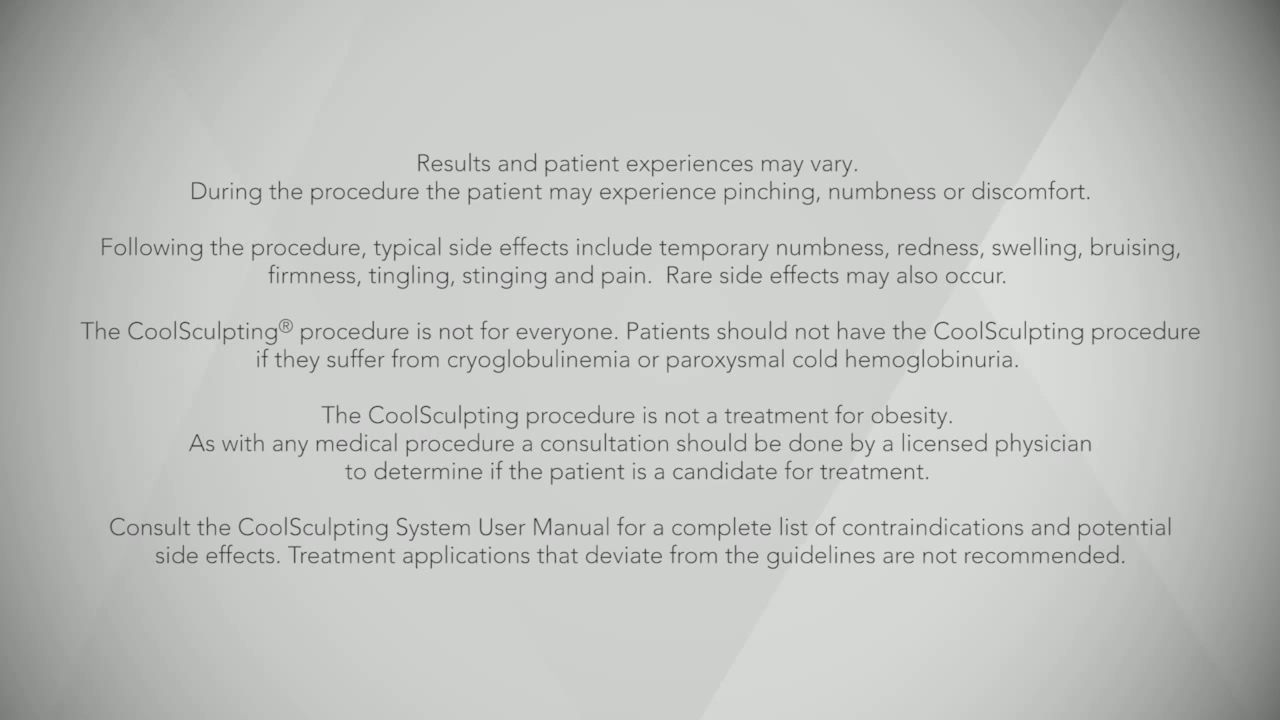 Results and patient experiences may vary.
During the procedure the patient may experience pinching, numbness or discomfort.
Following the procedure, typical side effects include temporary numbness, redness, swelling, bruising,
firmness, tingling, stinging and pain.  Rare side effects may also occur.
The CoolSculpting® procedure is not for everyone. Patients should not have the CoolSculpting procedure
if they suffer from cryoglobulinemia or paroxysmal cold hemoglobinuria.
The CoolSculpting procedure is not a treatment for obesity.
As with any medical procedure a consultation should be done by a licensed physician
to determine if the patient is a candidate for treatment.
Consult the CoolSculpting System User Manual for a complete list of contraindications and potential
side effects. Treatment applications that deviate from the guidelines are not recommended.